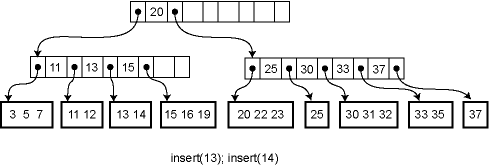 20
11 13 15
25 30 33 37
3 5 7 11 12 13 14 15 16 19 20 22 23 25 30 31 32 33 35 37
insert(13); insert(14)